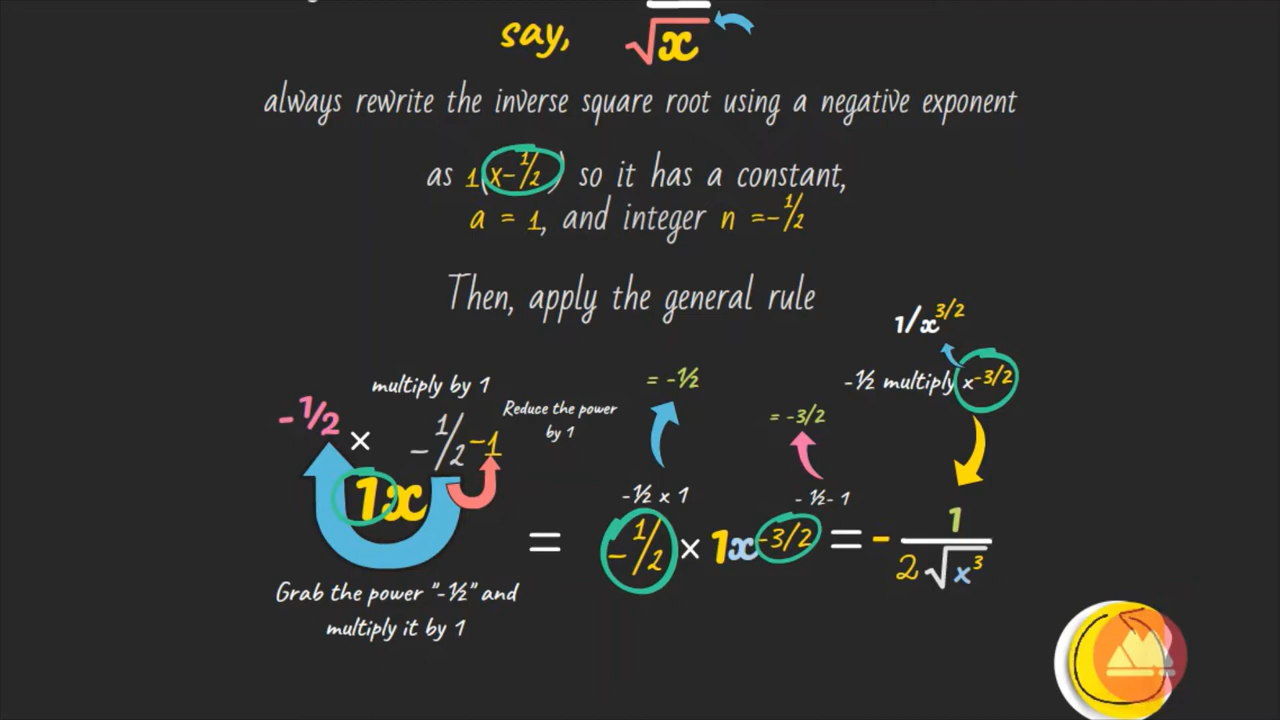 say, √x
always rewrite the inverse square root using a negative exponent
as 1(x-½) so it has a constant,
a = 1, and integer n =-½
Then, apply the general rule
1/x^3/2
multiply by 1
= -½
-½ multiply x^-3/2
-½ × -½ -1
Reduce the power
by 1
= -3/2
1x
-½ x 1
- ½- 1
= -½ × 1x^-3/2 = - 1/2√x³
Grab the power "-½" and
multiply it by 1